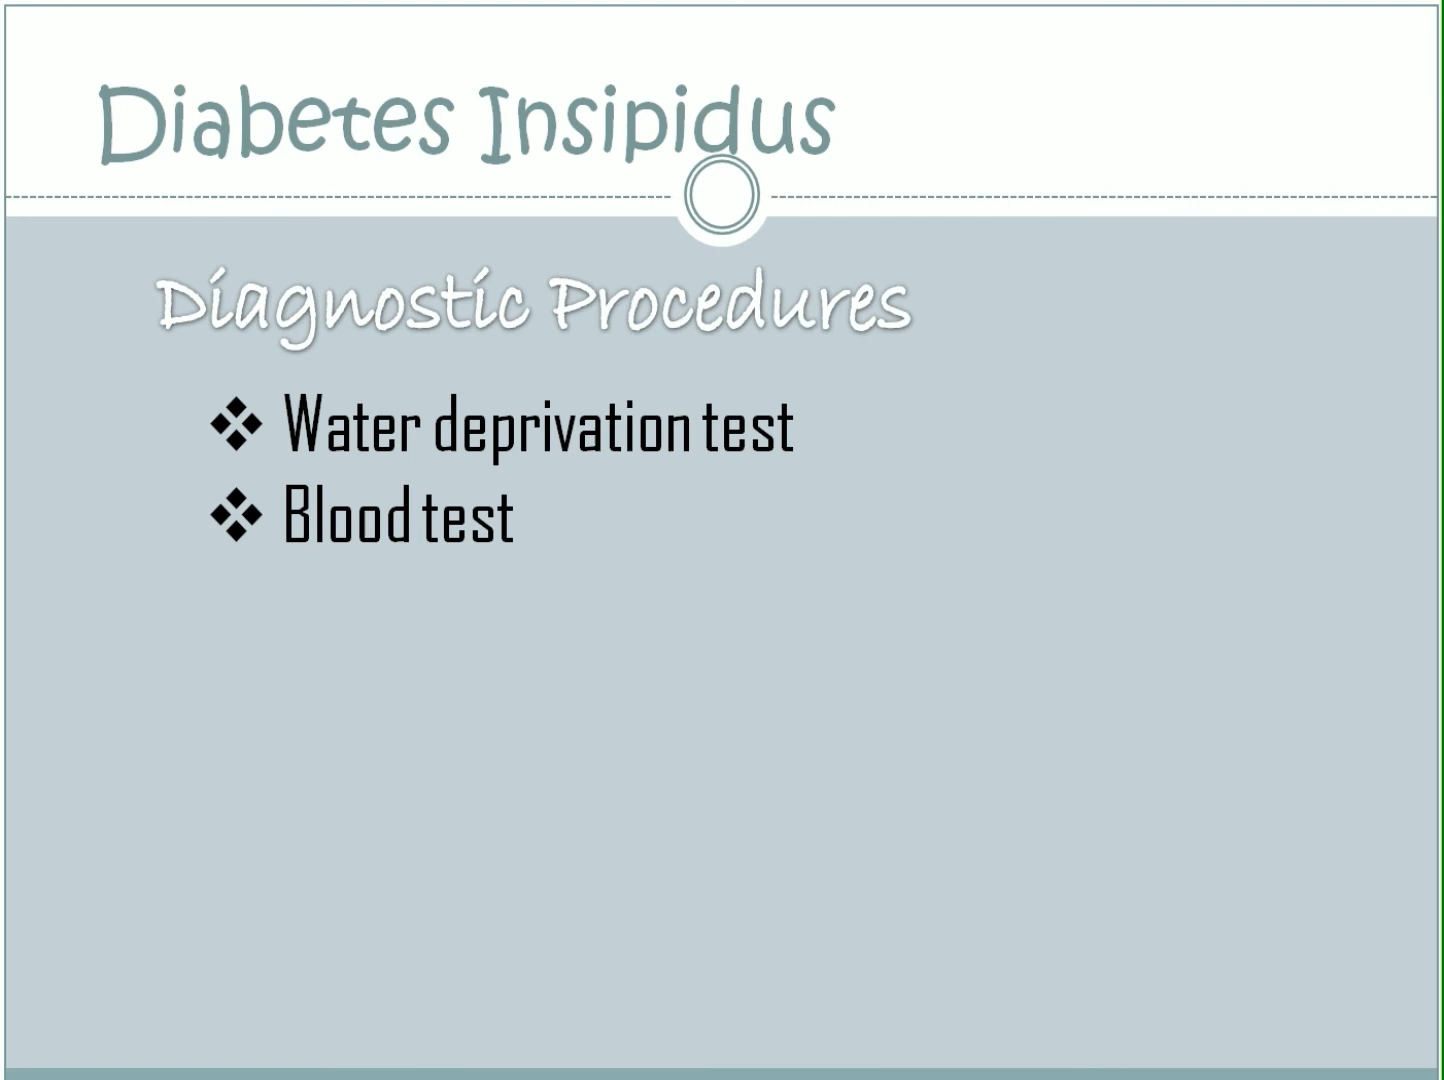 Diabetes Insipidus
Diagnostic Procedures
❖ Water deprivation test
❖ Blood test